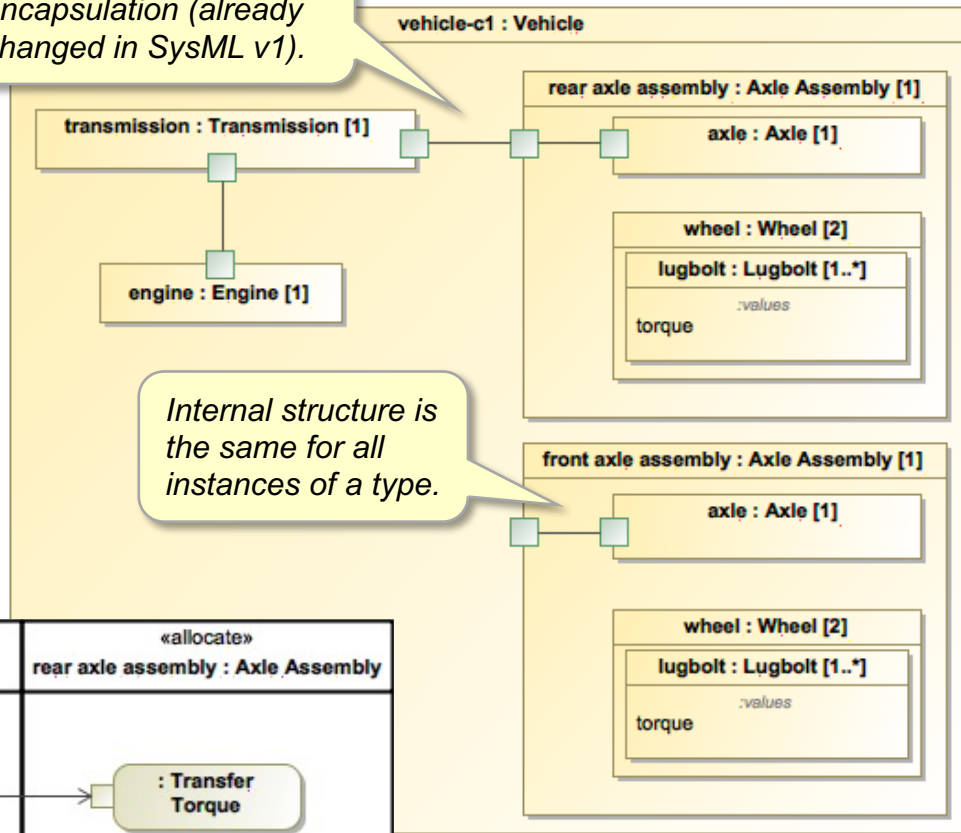 ncapsulation (already
hanged in SysML v1).
vehicle-c1 : Vehicle
rear axle assembly : Axle Assembly [1]
transmission : Transmission [1]
axle : Axle [1]
wheel : Wheel [2]
lugbolt : Lugbolt [1..*]
:values
torque
engine : Engine [1]
Internal structure is
the same for all
instances of a type.
front axle assembly : Axle Assembly [1]
axle : Axle [1]
wheel : Wheel [2]
lugbolt : Lugbolt [1..*]
:values
torque
«allocate»
rear axle assembly : Axle Assembly
: Transfer
Torque